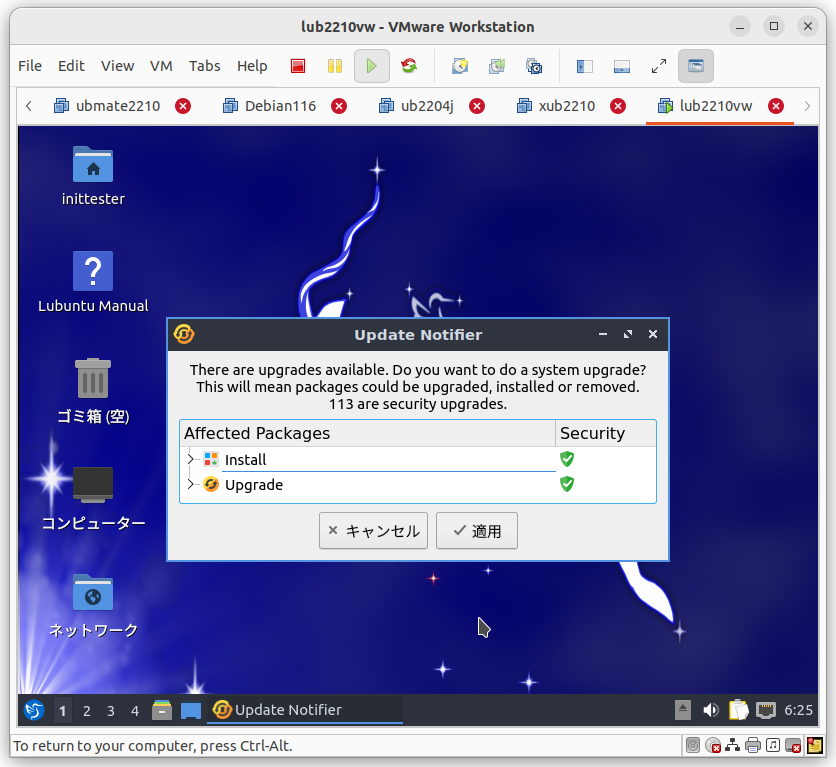 lub2210vw - VMware Workstation
File Edit View VM Tabs Help
ubmate2210 Debian116 ub2204j xub2210 lub2210vw
inittester
?
Lubuntu Manual
ゴミ箱 (空)
コンピューター
ネットワーク
Update Notifier
There are upgrades available. Do you want to do a system upgrade?
This will mean packages could be upgraded, installed or removed.
113 are security upgrades.
Affected Packages Security
Install
Upgrade
キャンセル 適用
1 2 3 4 Update Notifier 6:25
To return to your computer, press Ctrl-Alt.